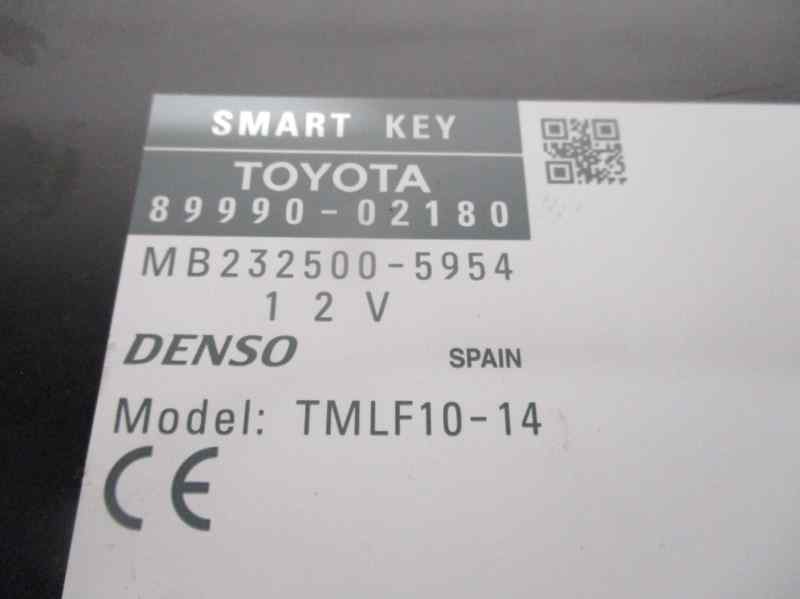 SMART KEY
TOYOTA
89990-02180
MB232500-5954
12V
DENSO SPAIN
Model: TMLF10-14
CE